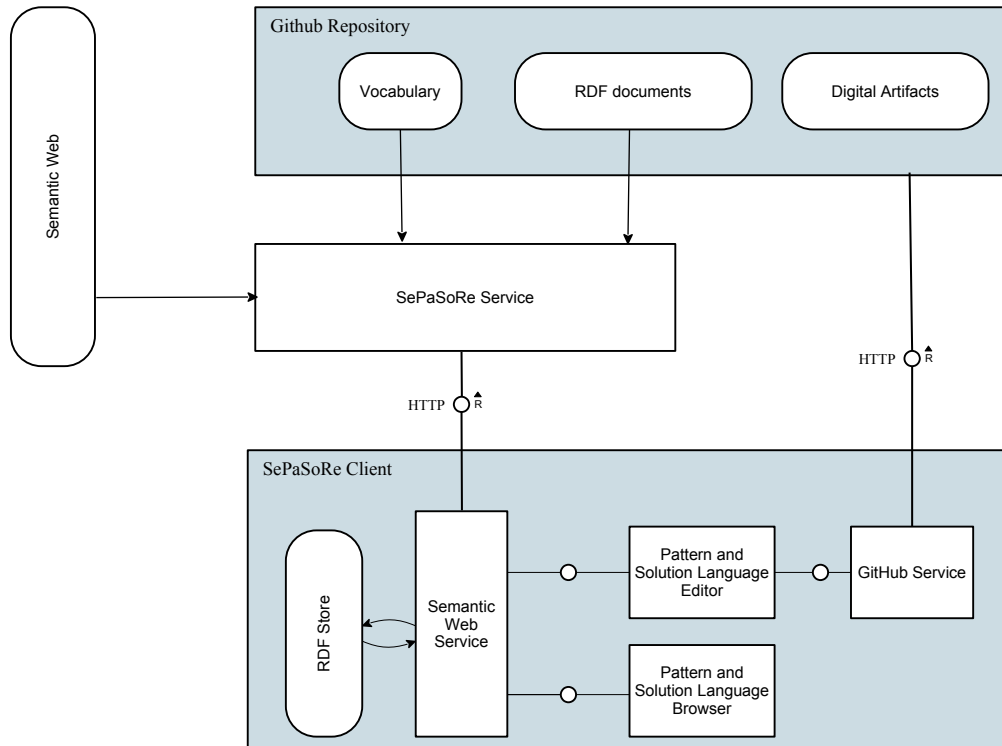 Github Repository
Vocabulary
RDF documents
Digital Artifacts
Semantic Web
SePaSoRe Service
HTTP
R
HTTP
R
SePaSoRe Client
RDF Store
Semantic
Web
Service
Pattern and
Solution Language
Editor
GitHub Service
Pattern and
Solution Language
Browser